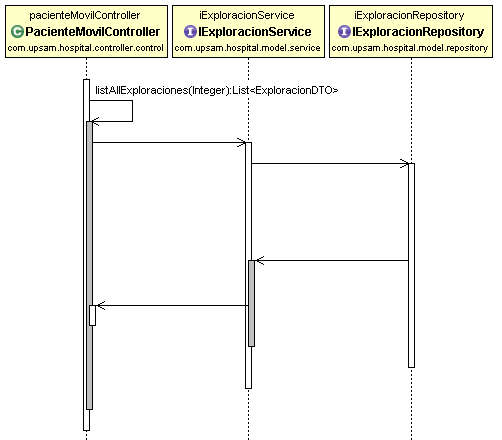 pacienteMovilController
C PacienteMovilController
com.upsam.hospital.controller.control
iExploracionService
I IExploracionService
com.upsam.hospital.model.service
iExploracionRepository
I IExploracionRepository
com.upsam.hospital.model.repository
listAllExploraciones(Integer):List<ExploracionDTO>